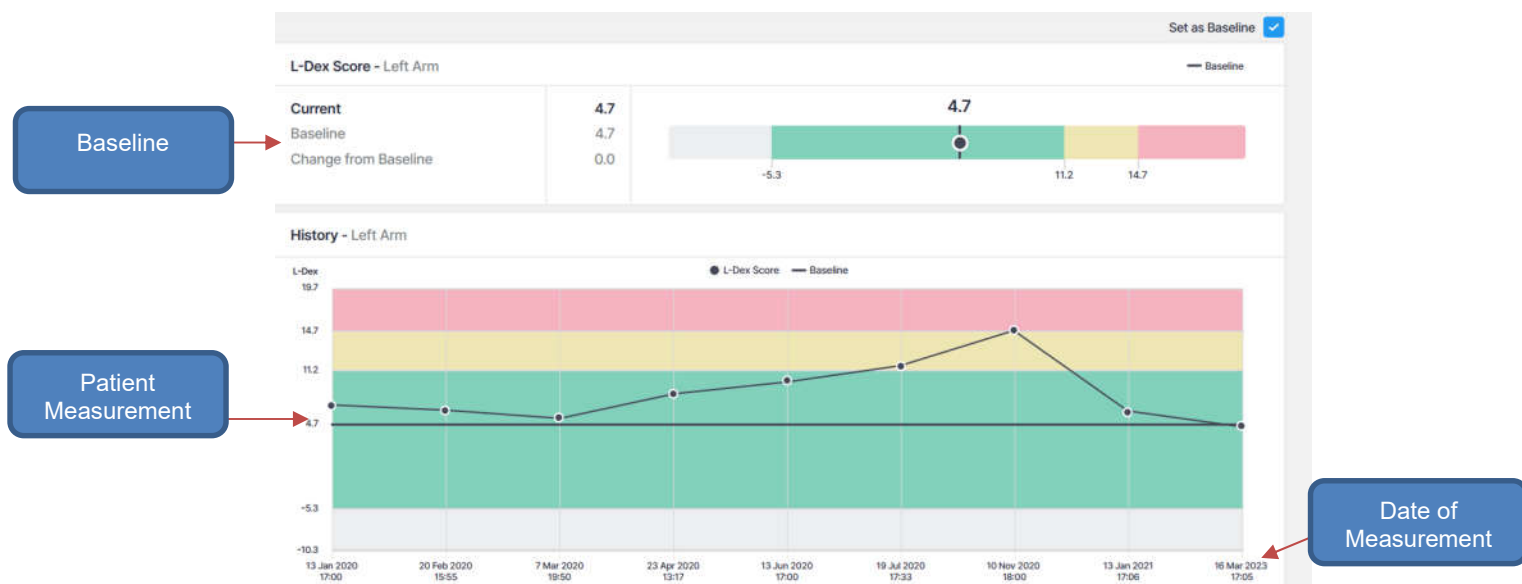 Set as Baseline
L-Dex Score - Left Arm
Baseline
Current 4.7
Baseline 4.7
Change from Baseline 0.0
4.7
-5.3 11.2 14.7
Baseline
History - Left Arm
L-Dex
L-Dex Score Baseline
19.7
14.7
11.2
4.7
-5.3
-10.3
Patient
Measurement
13 Jan 2020 20 Feb 2020 7 Mar 2020 23 Apr 2020 13 Jun 2020 19 Jul 2020 10 Nov 2020 13 Jan 2021 16 Mar 2023
17:00 15:55 19:50 13:17 17:00 17:33 18:00 17:06 17:05
Date of
Measurement